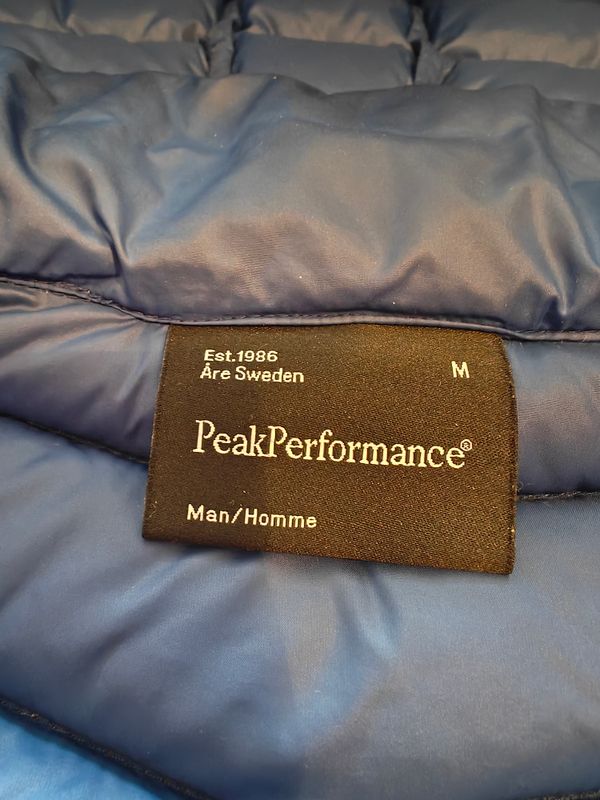 Est.1986
Åre Sweden
M
PeakPerformance®
Man/Homme